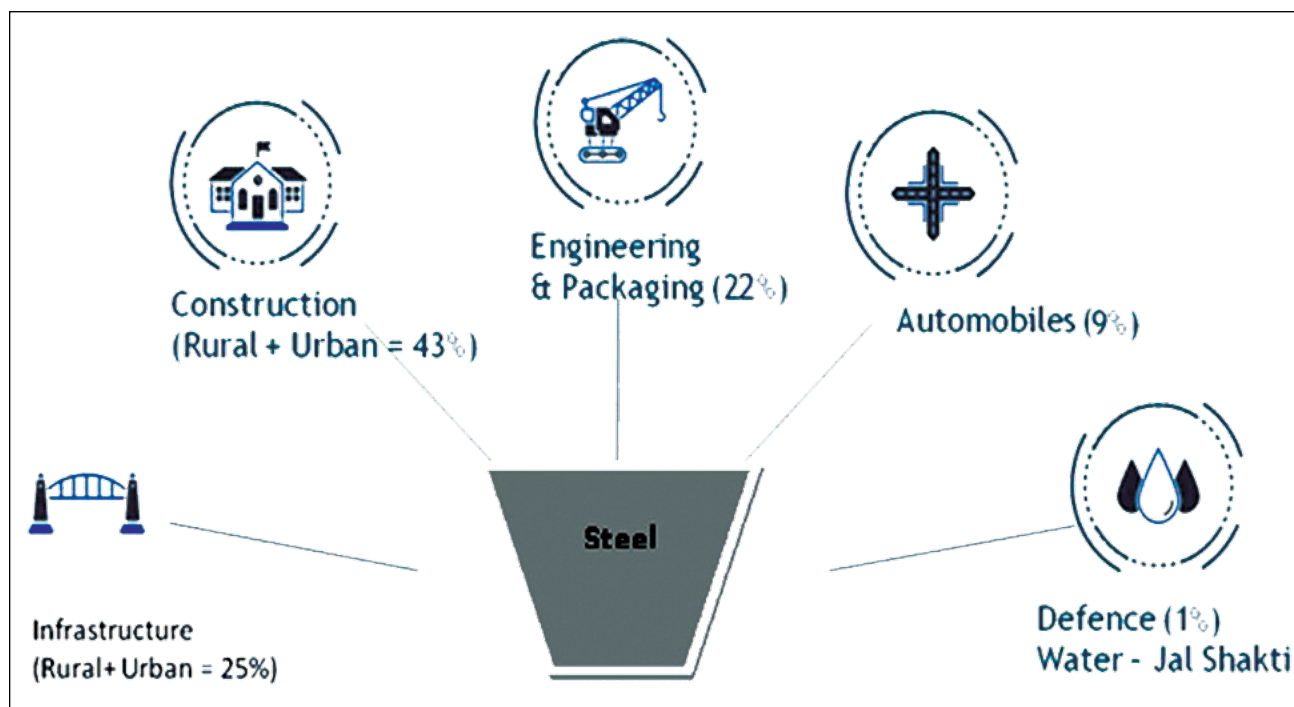 Engineering
& Packaging (22%)
Construction
(Rural + Urban = 43%)
Automobiles (9%)
Steel
Infrastructure
(Rural+ Urban = 25%)
Defence (1%)
Water - Jal Shakti